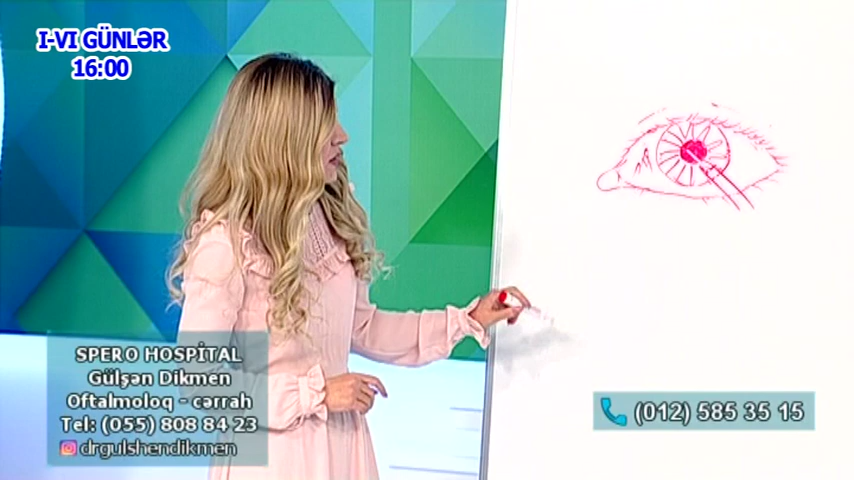 I-VI GÜNLƏR
16:00
SPERO HOSPİTAL
Gülşən Dikmen
Oftalmoloq - cərrah
Tel: (055) 808 84 23
drgulshendikmen
(012) 585 35 15